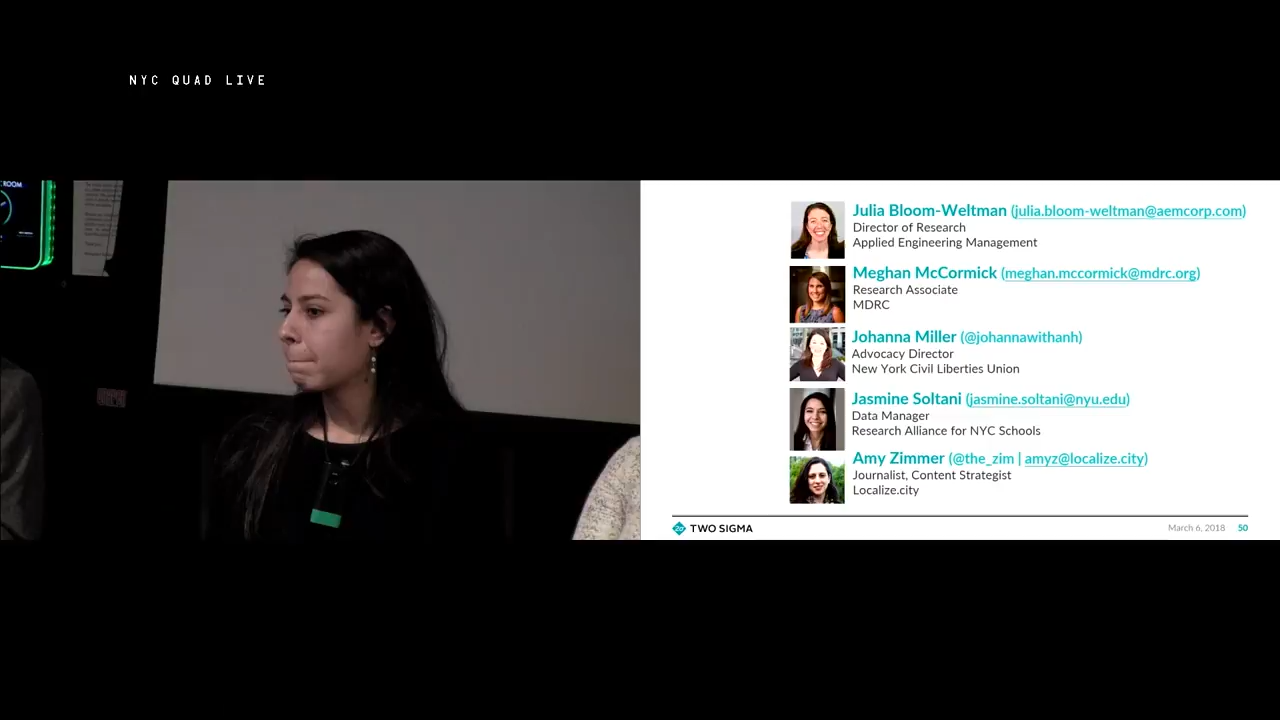 NYC QUAD LIVE
ROOM
Julia Bloom-Weltman (julia.bloom-weltman@aemcorp.com)
Director of Research
Applied Engineering Management
Meghan McCormick (meghan.mccormick@mdrc.org)
Research Associate
MDRC
Johanna Miller (@johannawithanh)
Advocacy Director
New York Civil Liberties Union
Jasmine Soltani (jasmine.soltani@nyu.edu)
Data Manager
Research Alliance for NYC Schools
Amy Zimmer (@the_zim | amyz@localize.city)
Journalist, Content Strategist
Localize.city
2σ TWO SIGMA
March 6, 2018 50